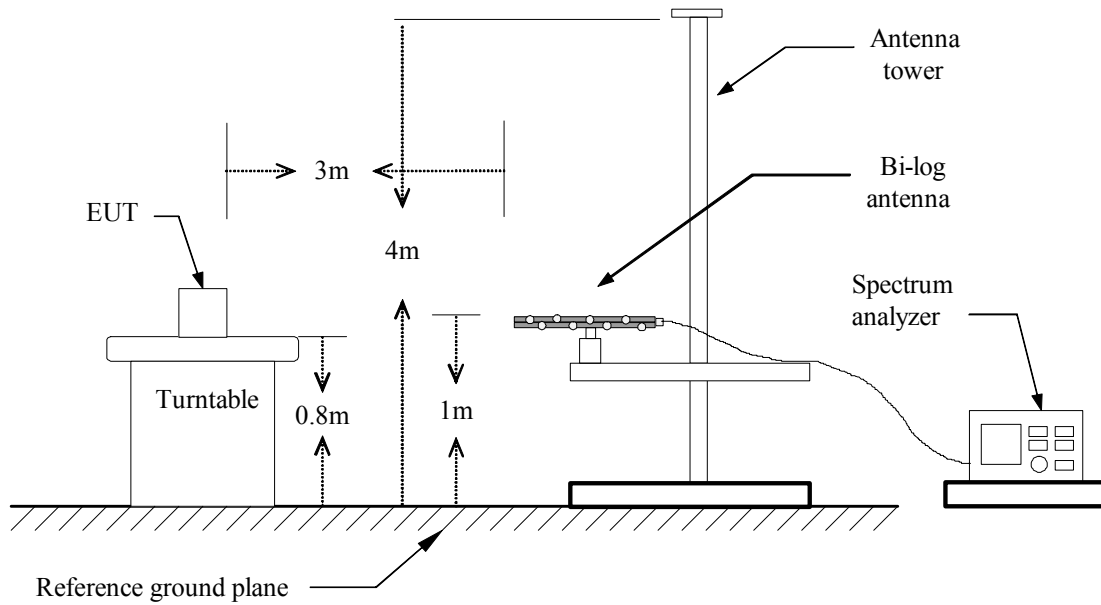 Antenna
tower
3m
Bi-log
antenna
EUT
4m
Spectrum
analyzer
Turntable
0.8m
1m
Reference ground plane